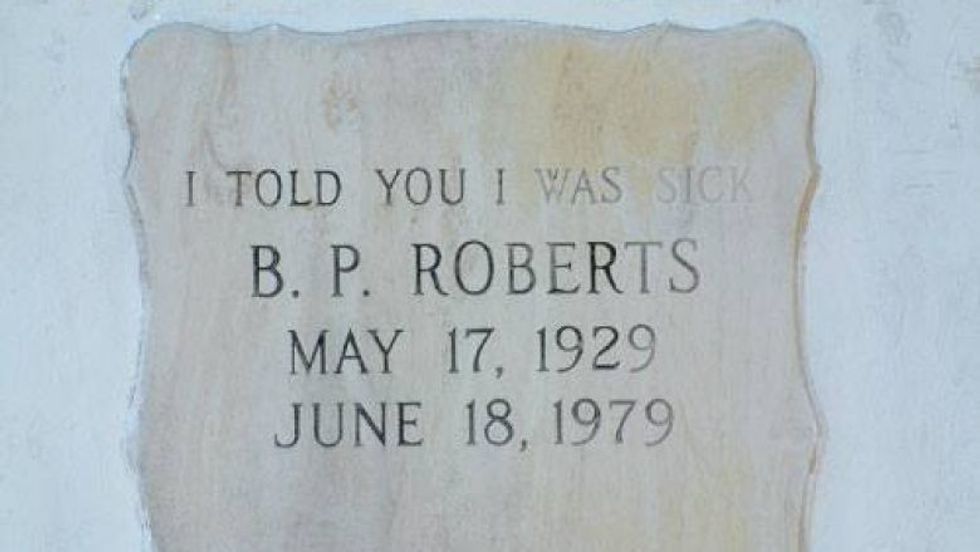 I TOLD YOU I WAS SICK
B. P. ROBERTS
MAY 17, 1929
JUNE 18, 1979